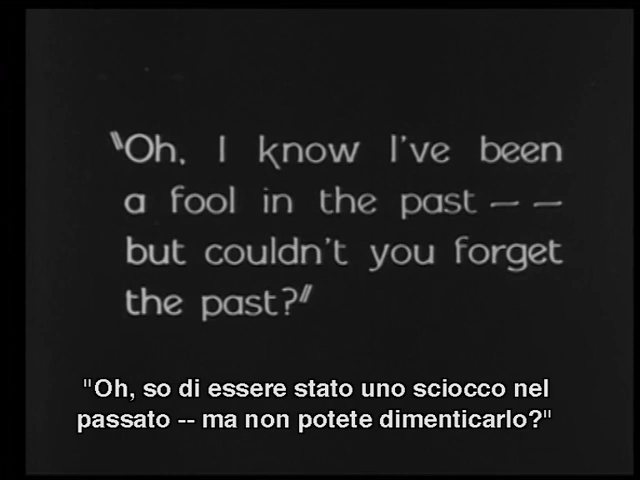 "Oh, I know I've been
a fool in the past — —
but couldn't you forget
the past?"
"Oh, so di essere stato uno sciocco nel
passato -- ma non potete dimenticarlo?"